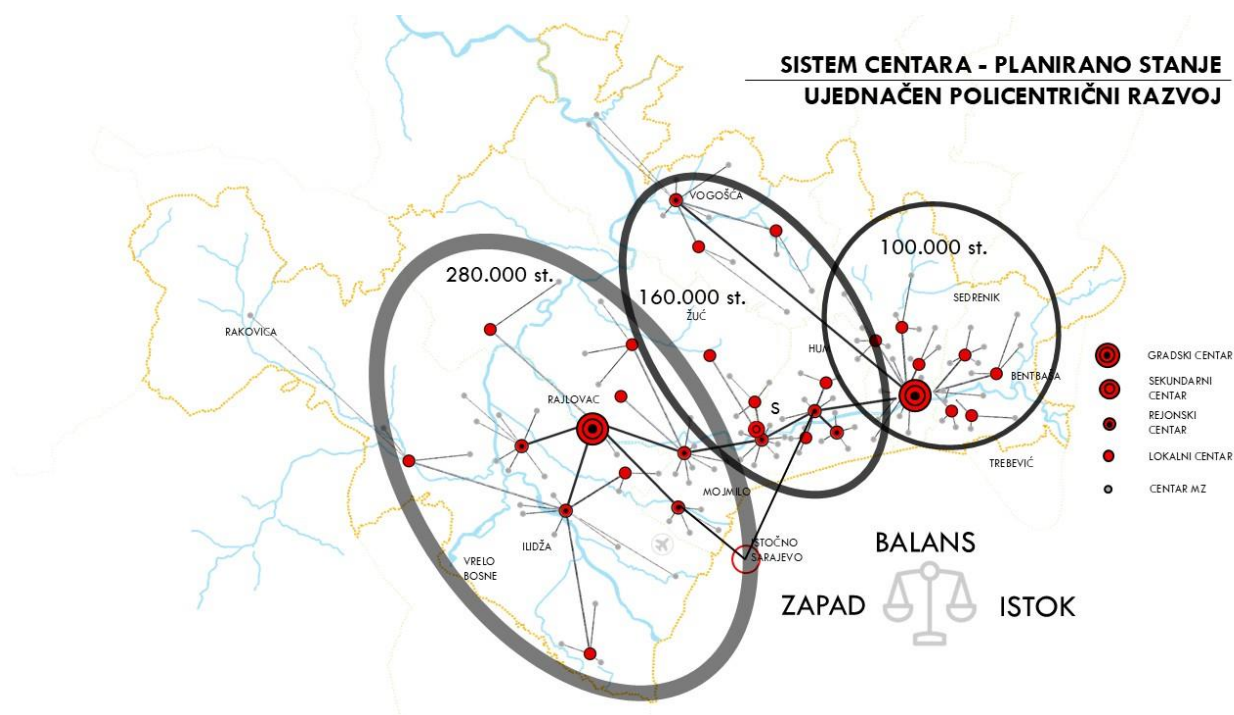 SISTEM CENTARA - PLANIRANO STANJE
UJEDNAČEN POLICENTRIČNI RAZVOJ
VOGOŠĆA
100.000 st.
280.000 st.
160.000 st.
SEDRENIK
ŽUČ
RAKOVICA
HUM
GRADSKI CENTAR
BENTBAŠA
SEKUNDARNI
CENTAR
RAJLOVAC
S
REJONSKI
CENTAR
LOKALNI CENTAR
TREBEVIĆ
MOJMILO
CENTAR MZ
ILIDŽA
ISTOČNO
SARAJEVO
BALANS
VRELO
BOSNE
ZAPAD
ISTOK